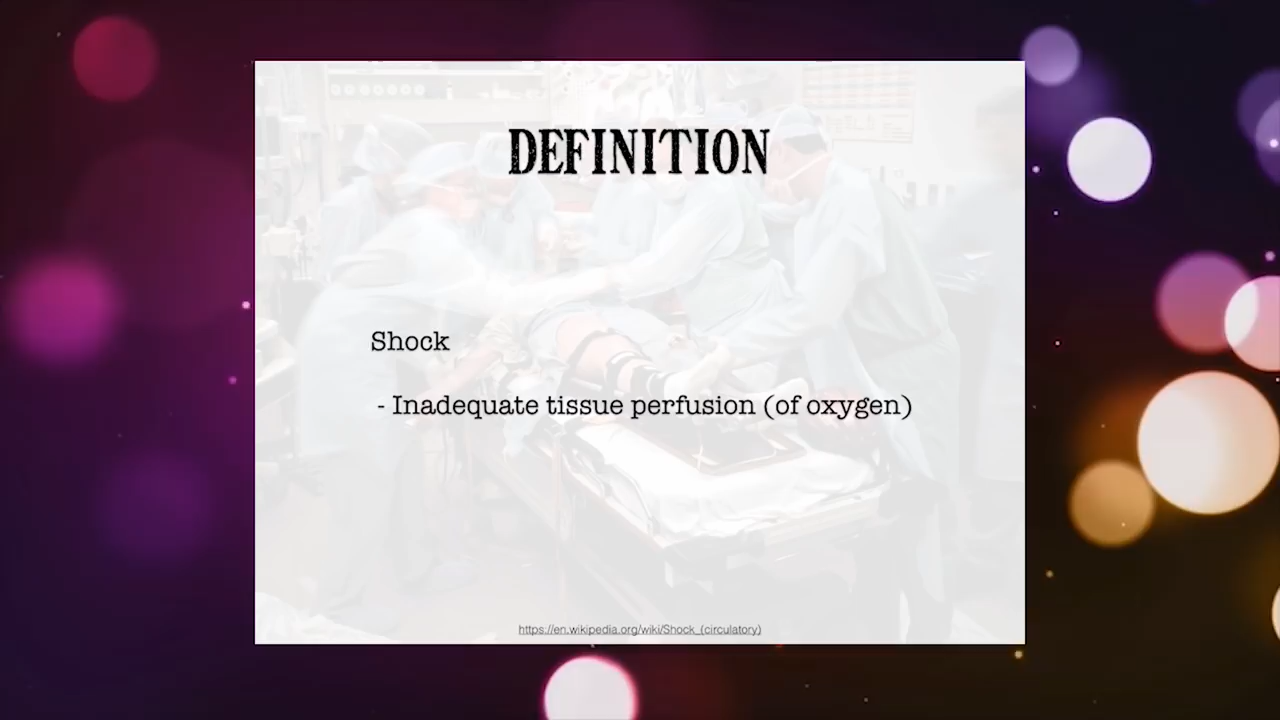 DEFINITION
Shock
- Inadequate tissue perfusion (of oxygen)
https://en.wikipedia.org/wiki/Shock_(circulatory)